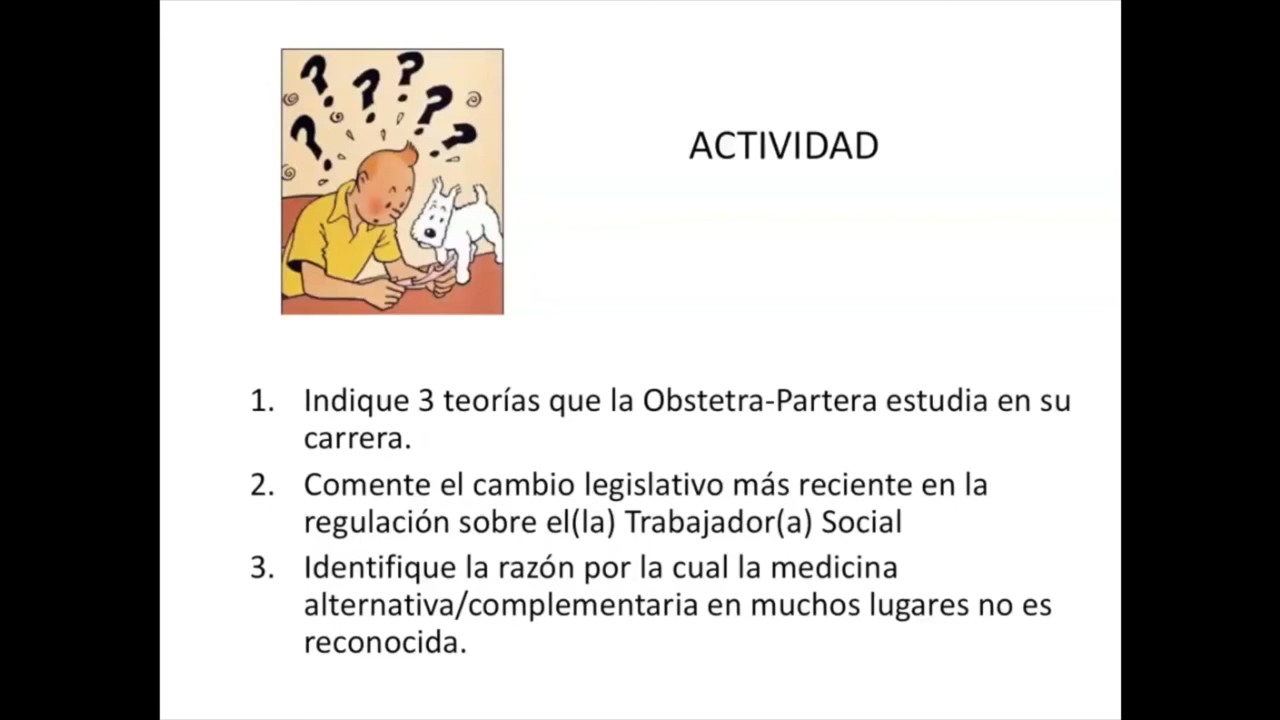 ACTIVIDAD
1. Indique 3 teorías que la Obstetra-Partera estudia en su
carrera.
2. Comente el cambio legislativo más reciente en la
regulación sobre el(la) Trabajador(a) Social
3. Identifique la razón por la cual la medicina
alternativa/complementaria en muchos lugares no es
reconocida.